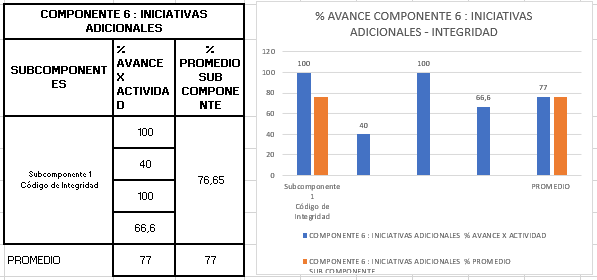 COMPONENTE 6 : INICIATIVAS
ADICIONALES
SUBCOMPONENT
ES
%
AVANCE
X
ACTIVIDA
D
%
PROMEDIO
SUB
COMPONE
NTE
Subcomponente 1
Código de Integridad
100
40
100
66,6
76,65
PROMEDIO
77
77
% AVANCE COMPONENTE 6 : INICIATIVAS
ADICIONALES - INTEGRIDAD
120
100
80
60
40
20
0
100
40
100
66,6
77
Subcomponente
1
Código de
Integridad
PROMEDIO
COMPONENTE 6 : INICIATIVAS ADICIONALES % AVANCE X ACTIVIDAD
COMPONENTE 6 : INICIATIVAS ADICIONALES % PROMEDIO
SUB COMPONENTE